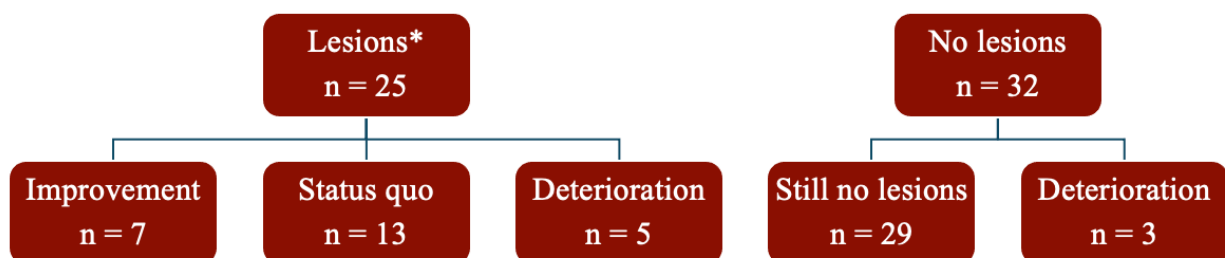 Lesions*
n = 25
No lesions
n = 32
Improvement
n = 7
Status quo
n = 13
Deterioration
n = 5
Still no lesions
n = 29
Deterioration
n = 3